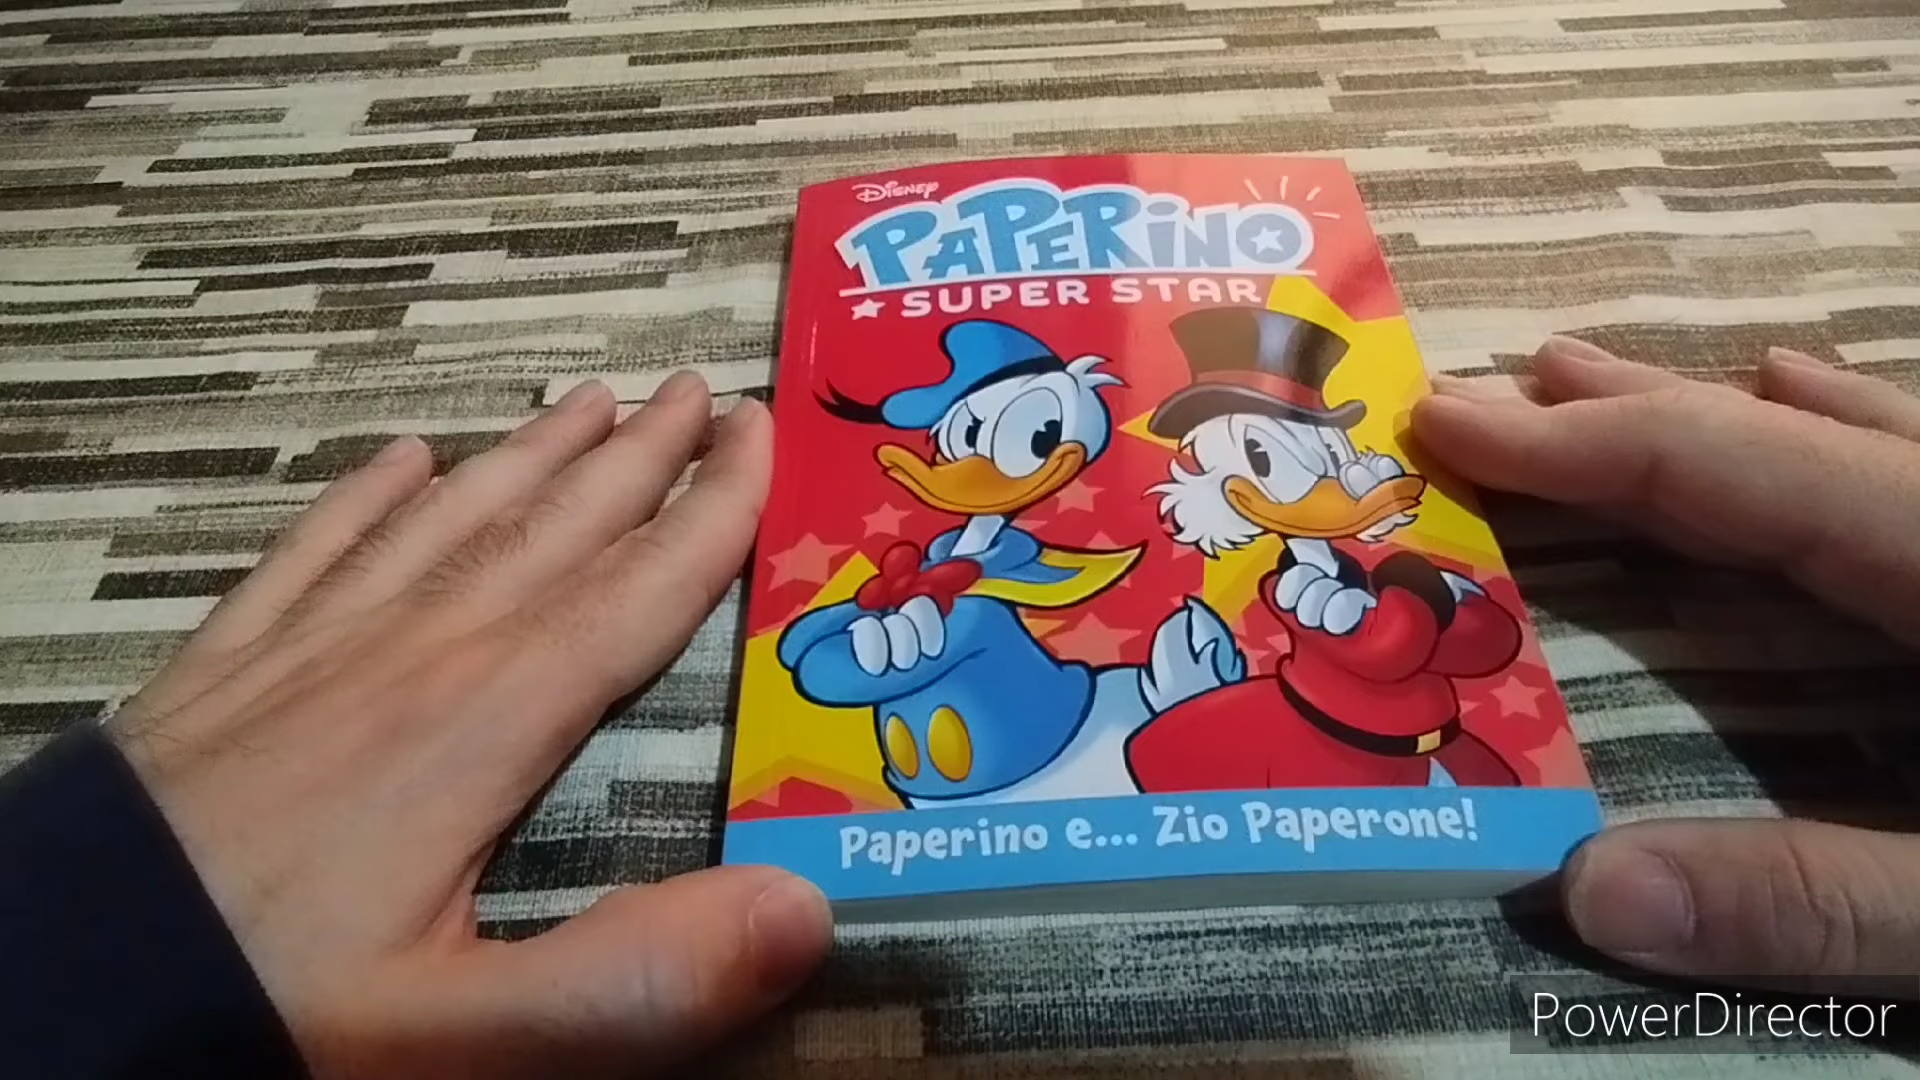 Disney
PAPERiNO
SUPER STAR
Paperino e... Zio Paperone!
PowerDirector